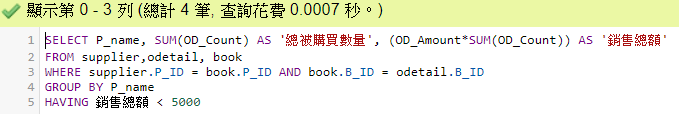 顯示第 0 - 3 列 (總計 4 筆, 查詢花費 0.0007 秒。)
1 SELECT P_name, SUM(OD_Count) AS '總被購買數量', (OD_Amount*SUM(OD_Count)) AS '銷售總額'
2 FROM supplier,odetail, book
3 WHERE supplier.P_ID = book.P_ID AND book.B_ID = odetail.B_ID
4 GROUP BY P_name
5 HAVING 銷售總額 < 5000